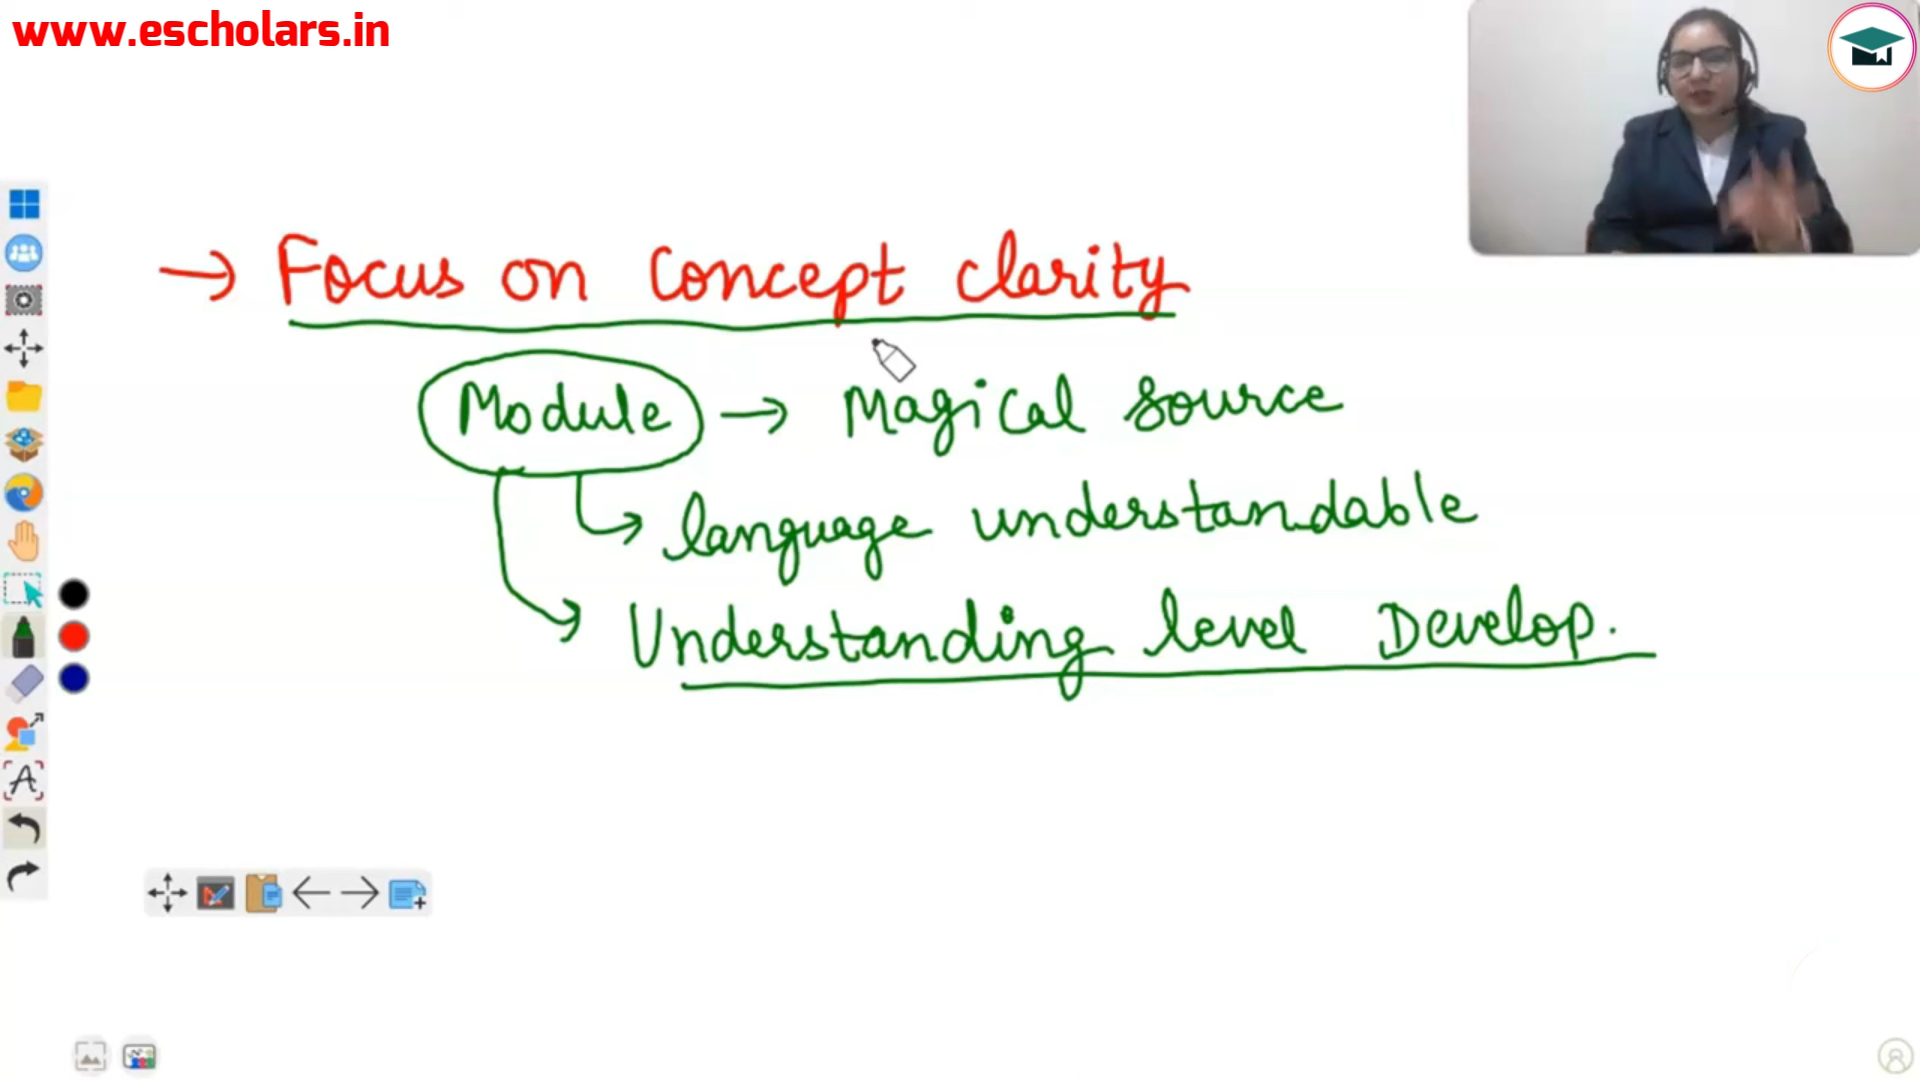 www.escholars.in
→ Focus on Concept clarity
Module → Magical source
language understandable
Understanding level Develop.